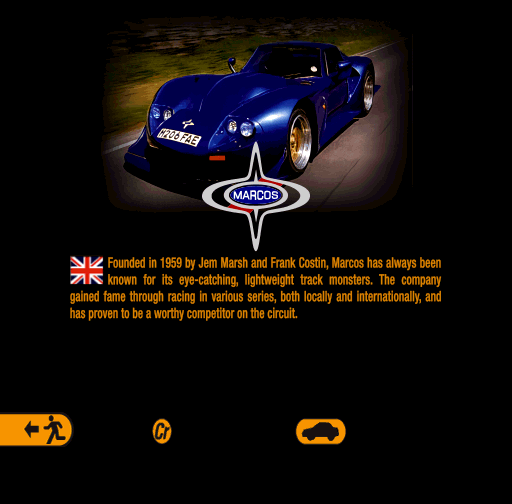 M206 FAE
MARCOS
Founded in 1959 by Jem Marsh and Frank Costin, Marcos has always been
known for its eye-catching, lightweight track monsters. The company
gained fame through racing in various series, both locally and internationally, and
has proven to be a worthy competitor on the circuit.
Cr